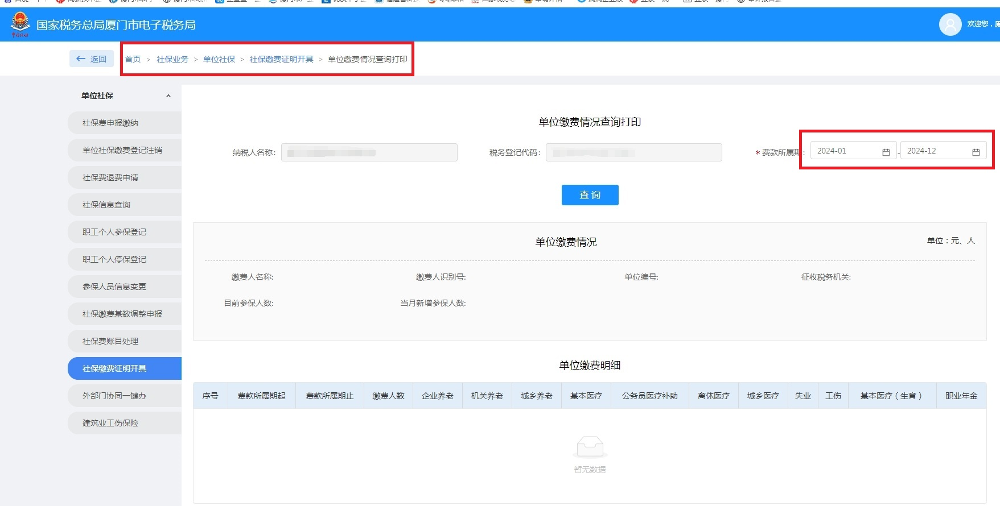 国家税务总局厦门市电子税务局
欢迎您，厦
← 返回
首页 > 社保业务 > 单位社保 > 社保缴费证明开具 > 单位缴费情况查询打印
单位社保
社保费申报缴纳
单位社保缴费登记注销
社保费退费申请
社保信息查询
职工个人参保登记
职工个人停保登记
参保人员信息变更
社保缴费基数调整申报
社保费账目处理
社保缴费证明开具
外部门协同一键办
建筑业工伤保险
单位缴费情况查询打印
纳税人名称:
税务登记代码:
* 费款所属期: 2024-01 - 2024-12
查 询
单位缴费情况
单位：元、人
缴费人名称:
缴费人识别号:
单位编号:
征收税务机关:
目前参保人数:
当月新增参保人数:
单位缴费明细
序号 费款所属期起 费款所属期止 缴费人数 企业养老 机关养老 城乡养老 基本医疗 公务员医疗补助 离休医疗 城乡医疗 失业 工伤 基本医疗（生育） 职业年金
暂无数据